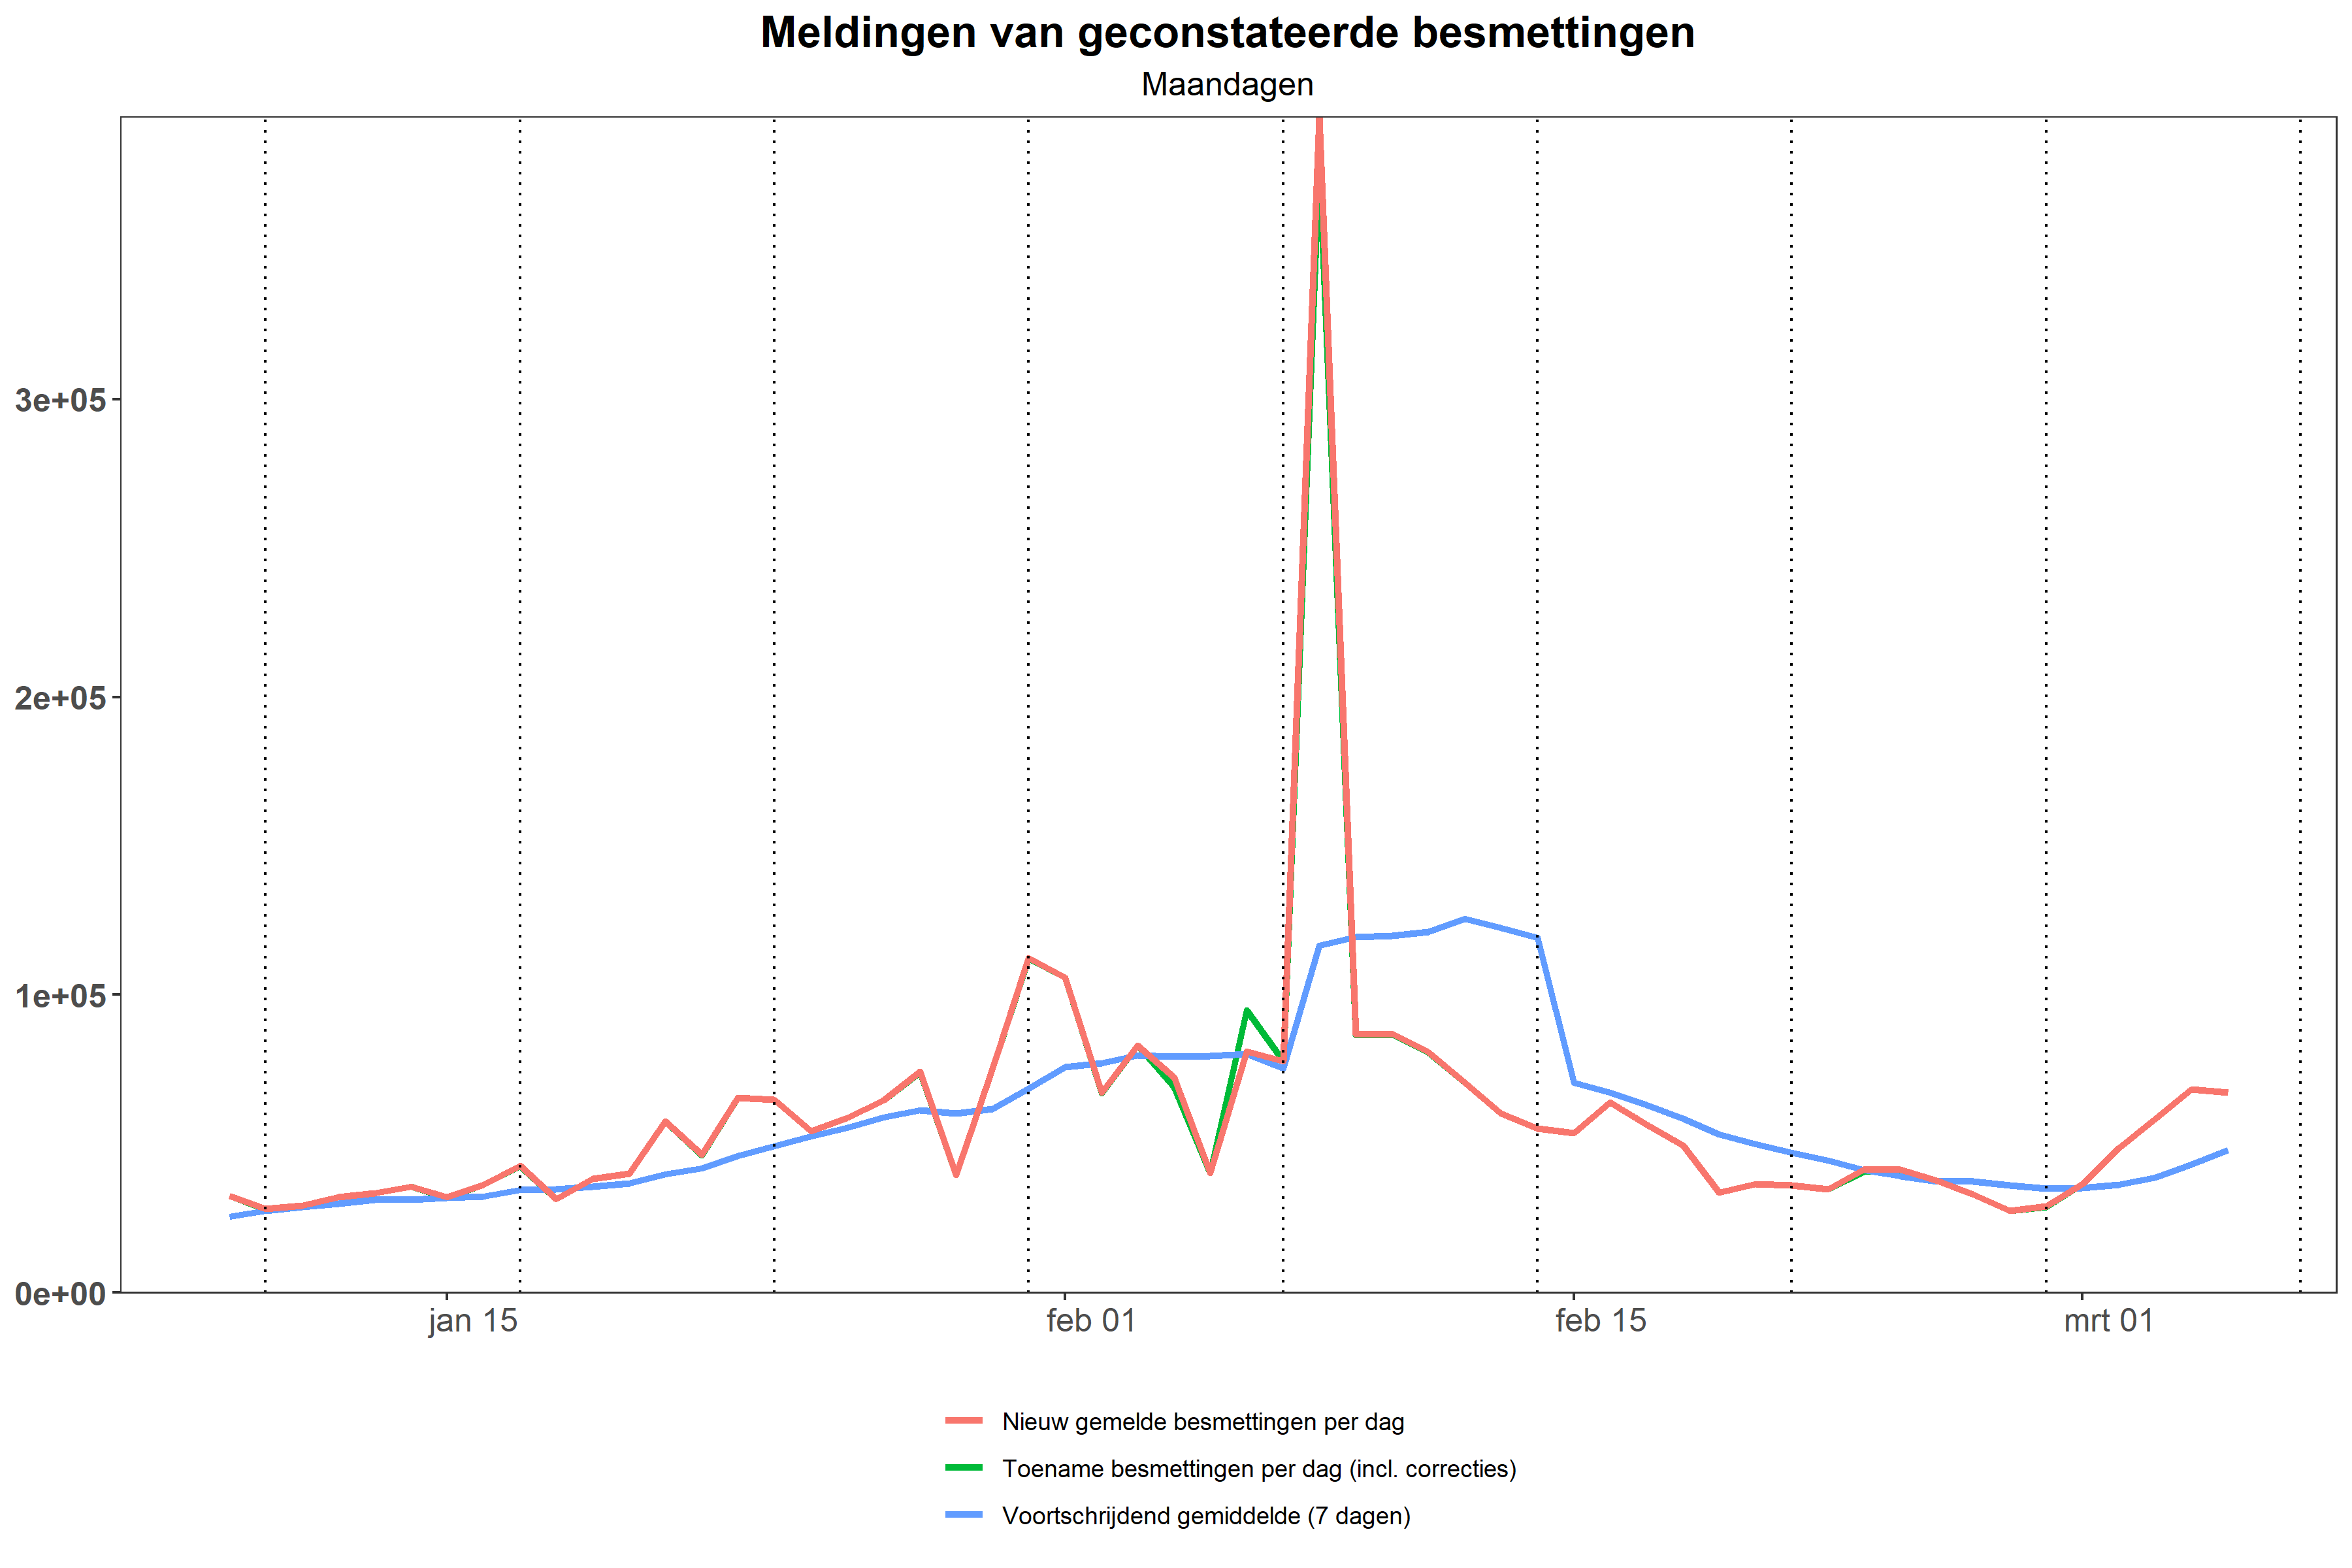 Meldingen van geconstateerde besmettingen
Maandagen
3e+05
2e+05
1e+05
0e+00
jan 15
feb 01
feb 15
mrt 01
Nieuw gemelde besmettingen per dag
Toename besmettingen per dag (incl. correcties)
Voortschrijdend gemiddelde (7 dagen)